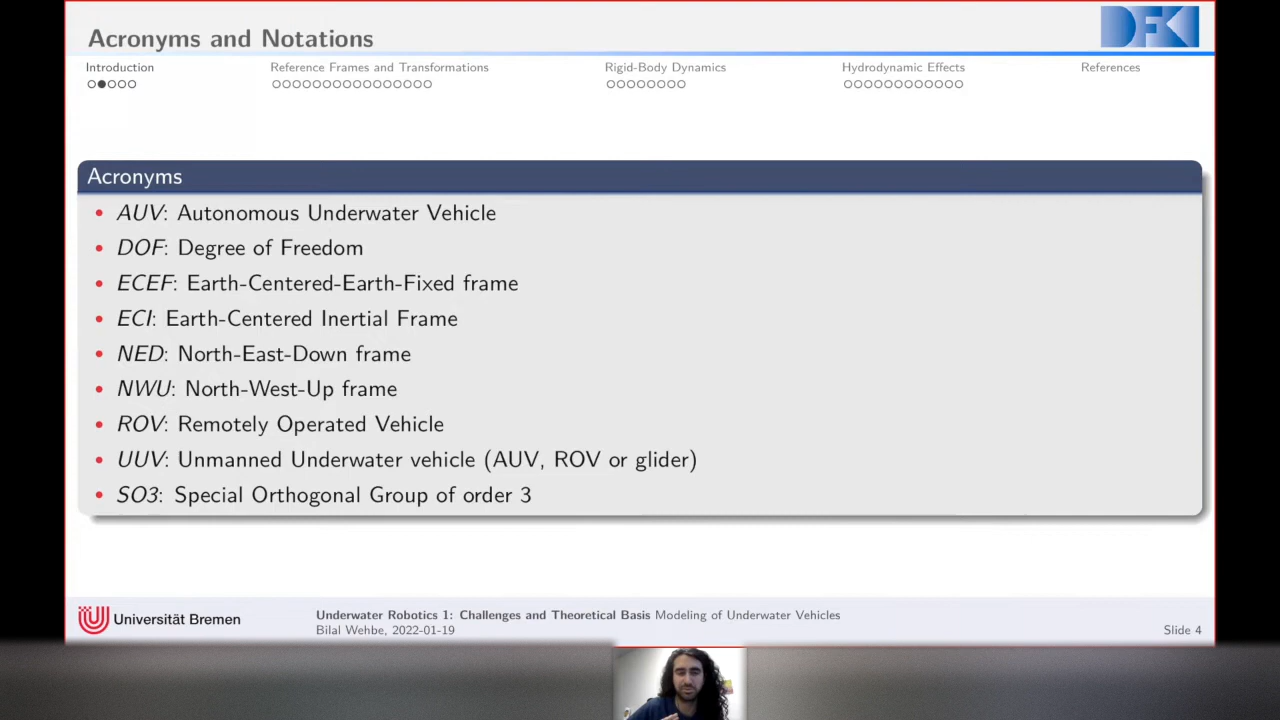 Acronyms and Notations
DFKI
Introduction
Reference Frames and Transformations
Rigid-Body Dynamics
Hydrodynamic Effects
References
Acronyms
• AUV: Autonomous Underwater Vehicle
• DOF: Degree of Freedom
• ECEF: Earth-Centered-Earth-Fixed frame
• ECI: Earth-Centered Inertial Frame
• NED: North-East-Down frame
• NWU: North-West-Up frame
• ROV: Remotely Operated Vehicle
• UUV: Unmanned Underwater vehicle (AUV, ROV or glider)
• SO3: Special Orthogonal Group of order 3
Universität Bremen
Underwater Robotics 1: Challenges and Theoretical Basis Modeling of Underwater Vehicles
Bilal Wehbe, 2022-01-19
Slide 4